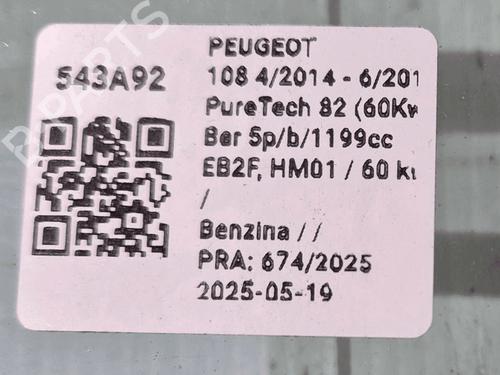 PEUGEOT
543A92
108 4/2014 - 6/201
PureTech 82 (60Kw
Ber 5p/b/1199cc
EB2F, HM01 / 60 k
/
Benzina / /
PRA: 674/2025
2025-05-19